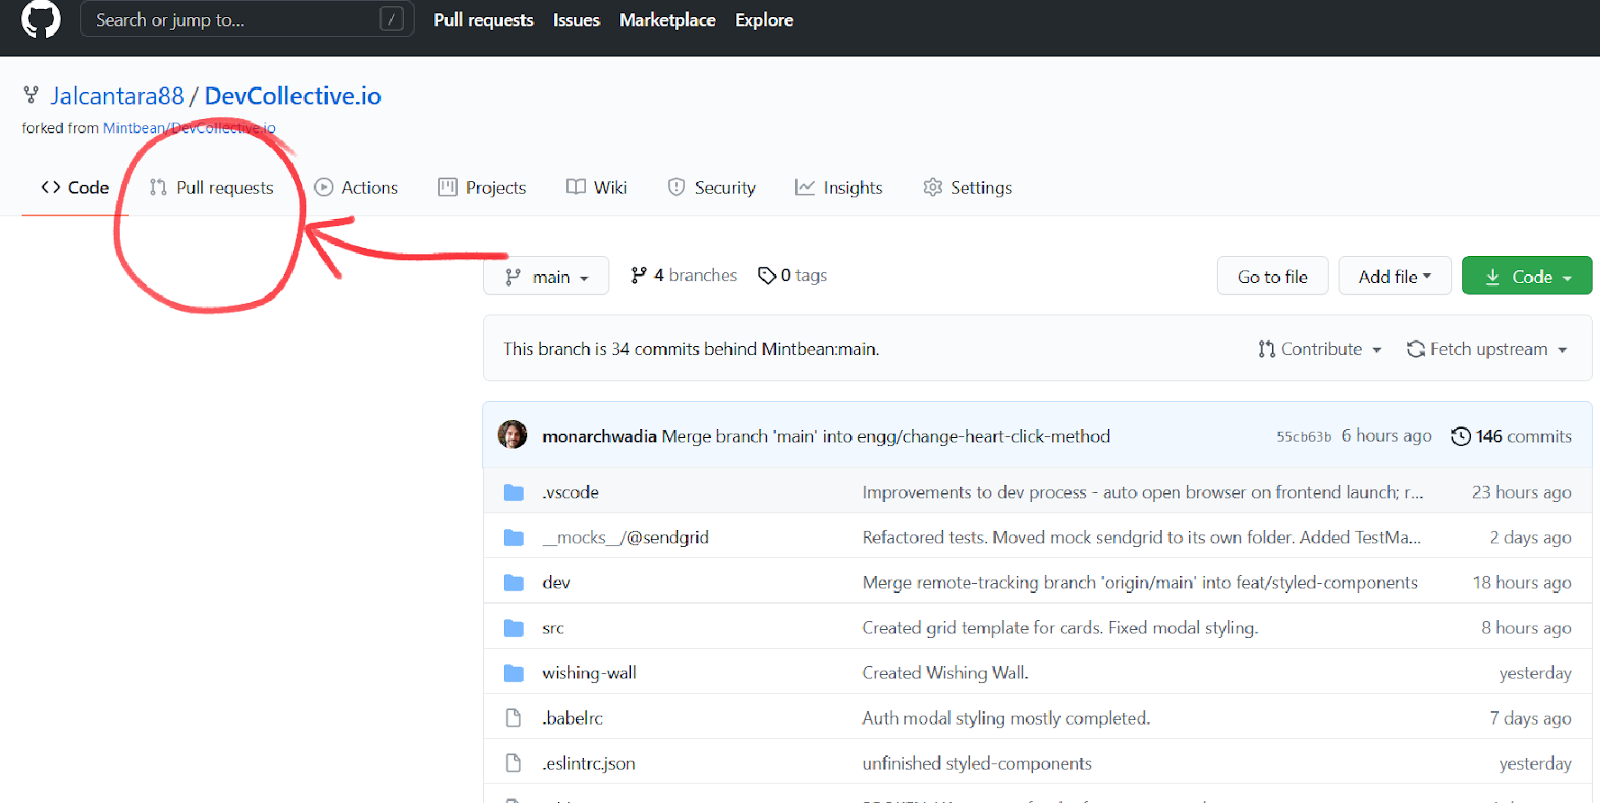 Search or jump to... /
Pull requests Issues Marketplace Explore
Jalcantara88 / DevCollective.io
forked from Mintbean/DevCollective.io
<> Code Pull requests Actions Projects Wiki Security Insights Settings
main 4 branches 0 tags Go to file Add file Code
This branch is 34 commits behind Mintbean:main. Contribute Fetch upstream
monarchwadia Merge branch 'main' into engg/change-heart-click-method 55cb63b 6 hours ago 146 commits
.vscode Improvements to dev process - auto open browser on frontend launch; r... 23 hours ago
__mocks__/@sendgrid Refactored tests. Moved mock sendgrid to its own folder. Added TestMa... 2 days ago
dev Merge remote-tracking branch 'origin/main' into feat/styled-components 18 hours ago
src Created grid template for cards. Fixed modal styling. 8 hours ago
wishing-wall Created Wishing Wall. yesterday
.babelrc Auth modal styling mostly completed. 7 days ago
.eslintrc.json unfinished styled-components yesterday